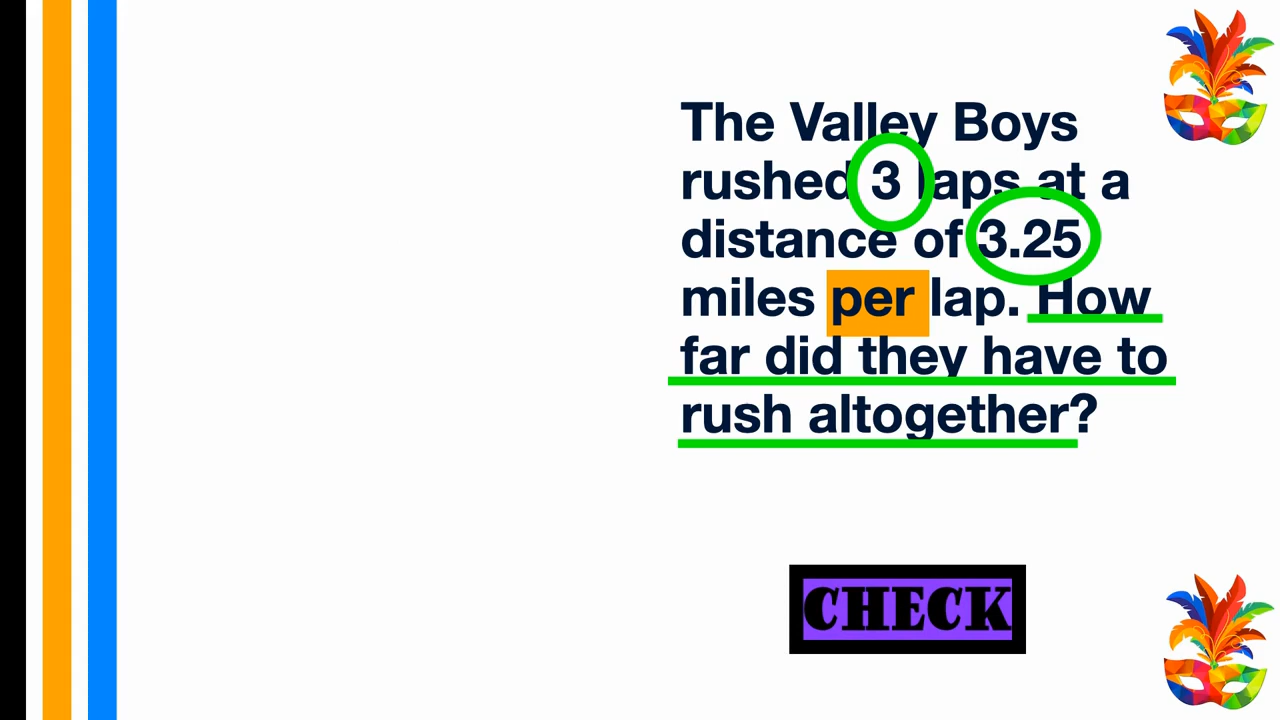 The Valley Boys
rushed 3 laps at a
distance of 3.25
miles per lap. How
far did they have to
rush altogether?
CHECK